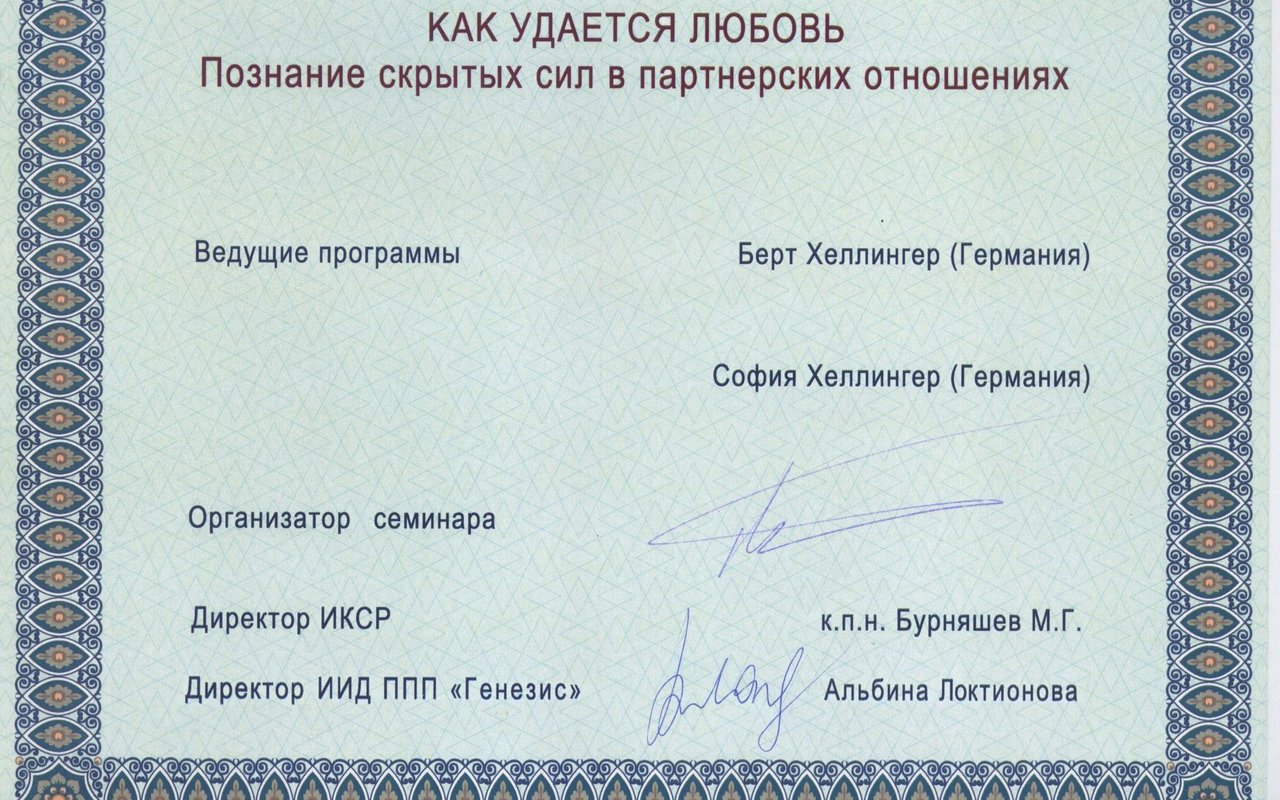 КАК УДАЕТСЯ ЛЮБОВЬ
Познание скрытых сил в партнерских отношениях
Ведущие программы Берт Хеллингер (Германия)
София Хеллингер (Германия)
Организатор семинара
Директор ИКСР к.п.н. Бурняшев М.Г.
Директор ИИД ППП «Генезис» Альбина Локтионова